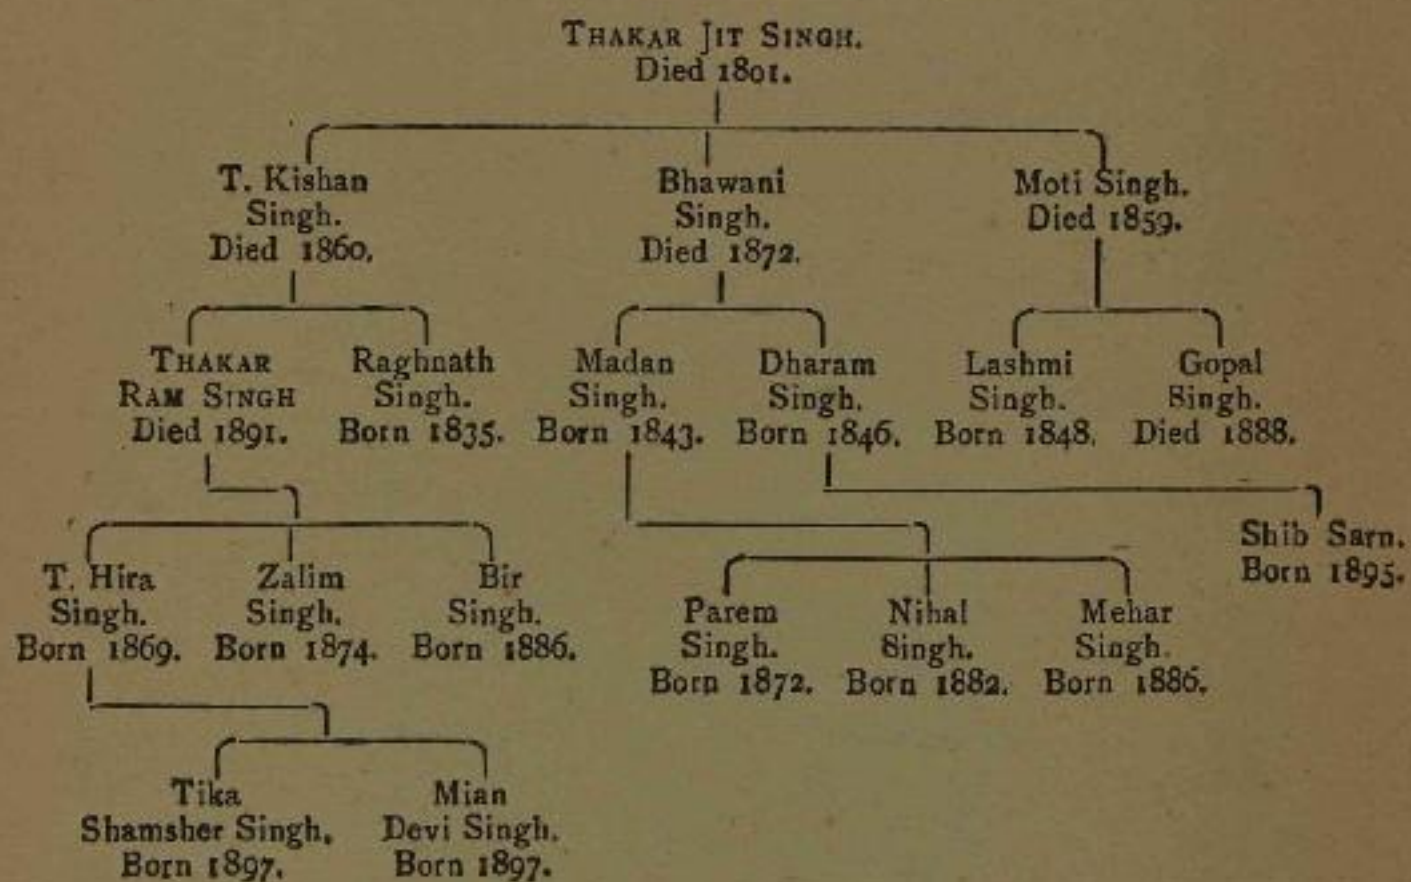 THAKAR JIT SINGH.
Died 1801.
T. Kishan
Singh.
Died 1860.
Bhawani
Singh.
Died 1872.
Moti Singh.
Died 1859.
THAKAR
RAM SINGH
Died 1891.
Raghnath
Singh.
Born 1835.
Madan
Singh.
Born 1843.
Dharam
Singh.
Born 1846.
Lashmi
Singh.
Born 1848.
Gopal
Singh.
Died 1888.
T. Hira
Singh.
Born 1869.
Zalim
Singh.
Born 1874.
Bir
Singh.
Born 1886.
Parem
Singh.
Born 1872.
Nihal
Singh.
Born 1882.
Mehar
Singh.
Born 1886.
Shib Sarn.
Born 1895.
Tika
Shamsher Singh.
Born 1897.
Mian
Devi Singh.
Born 1897.